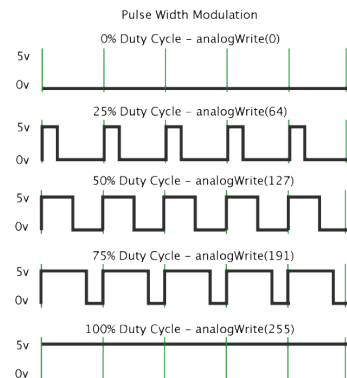 Pulse Width Modulation
0% Duty Cycle – analogWrite(0)
5v
0v
25% Duty Cycle – analogWrite(64)
5v
0v
50% Duty Cycle – analogWrite(127)
5v
0v
75% Duty Cycle – analogWrite(191)
5v
0v
100% Duty Cycle – analogWrite(255)
5v
0v